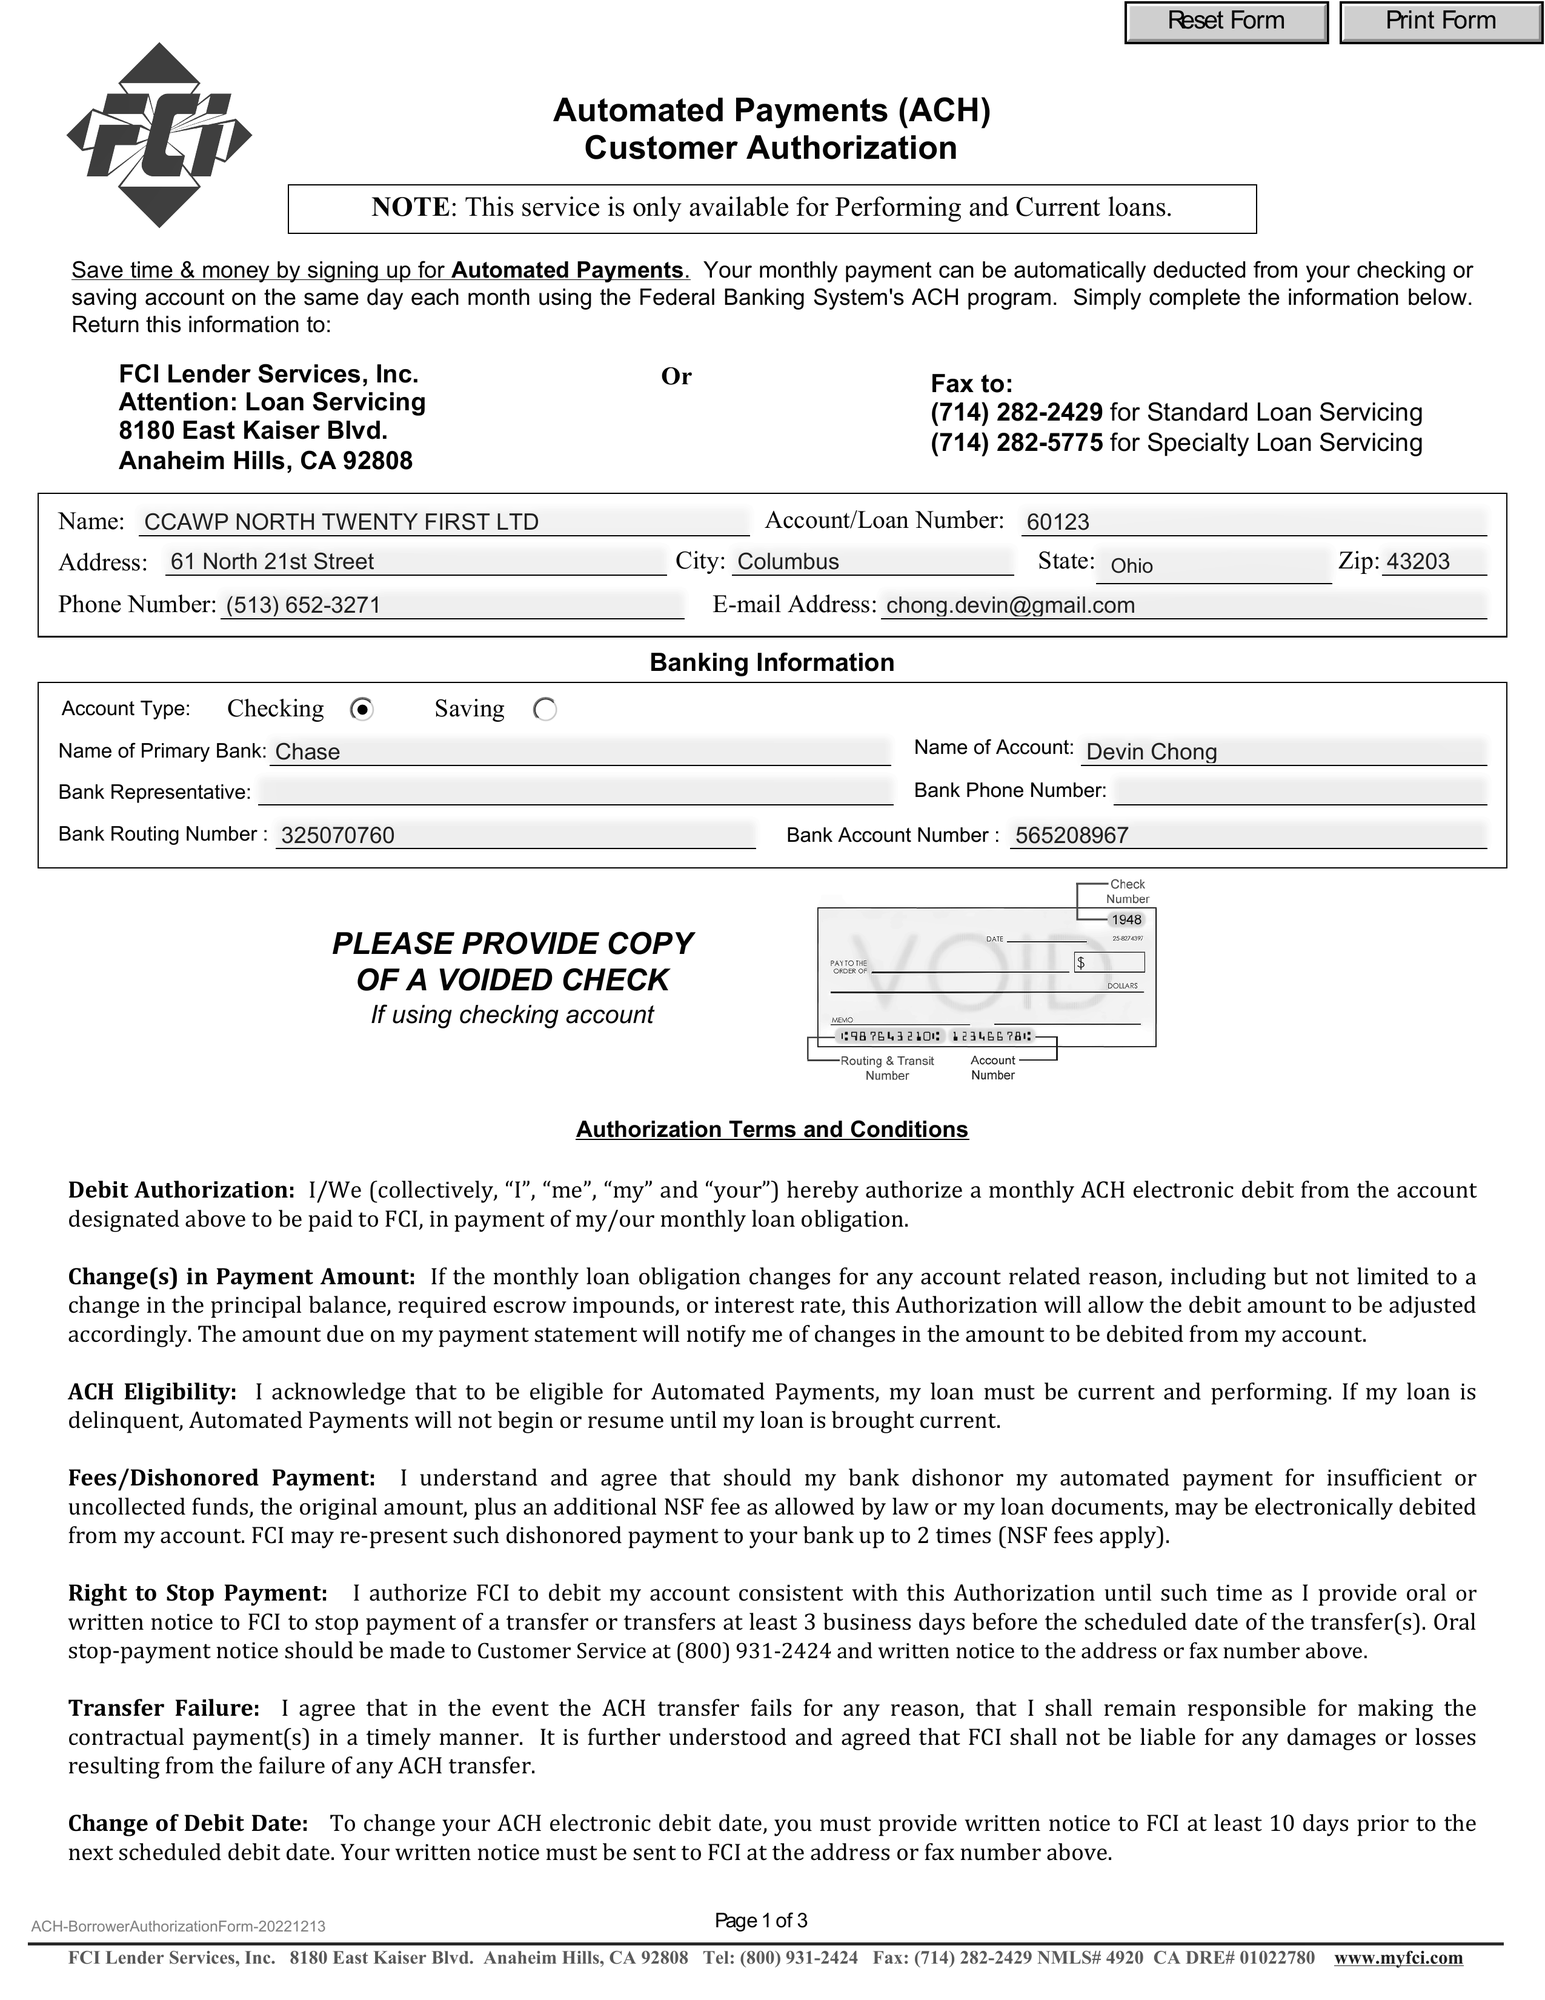 Reset Form Print Form
FCi
Automated Payments (ACH)
Customer Authorization
NOTE: This service is only available for Performing and Current loans.
Save time & money by signing up for Automated Payments. Your monthly payment can be automatically deducted from your checking or
saving account on the same day each month using the Federal Banking System's ACH program. Simply complete the information below.
Return this information to:
FCI Lender Services, Inc.
Attention: Loan Servicing
8180 East Kaiser Blvd.
Anaheim Hills, CA 92808
Or
Fax to:
(714) 282-2429 for Standard Loan Servicing
(714) 282-5775 for Specialty Loan Servicing
Name: CCAWP NORTH TWENTY FIRST LTD Account/Loan Number: 60123
Address: 61 North 21st Street City: Columbus State: Ohio Zip: 43203
Phone Number: (513) 652-3271 E-mail Address: chong.devin@gmail.com
Banking Information
Account Type: Checking Saving
Name of Primary Bank: Chase Name of Account: Devin Chong
Bank Representative: Bank Phone Number:
Bank Routing Number : 325070760 Bank Account Number : 565208967
PLEASE PROVIDE COPY
OF A VOIDED CHECK
If using checking account
Check
Number
1948
DATE 25-8274397
PAY TO THE
ORDER OF $
VOID
DOLLARS
MEMO
9876543210 12346678
Routing & Transit
Number
Account
Number
Authorization Terms and Conditions
Debit Authorization: I/We (collectively, “I”, “me”, “my” and “your”) hereby authorize a monthly ACH electronic debit from the account
designated above to be paid to FCI, in payment of my/our monthly loan obligation.
Change(s) in Payment Amount: If the monthly loan obligation changes for any account related reason, including but not limited to a
change in the principal balance, required escrow impounds, or interest rate, this Authorization will allow the debit amount to be adjusted
accordingly. The amount due on my payment statement will notify me of changes in the amount to be debited from my account.
ACH Eligibility: I acknowledge that to be eligible for Automated Payments, my loan must be current and performing. If my loan is
delinquent, Automated Payments will not begin or resume until my loan is brought current.
Fees/Dishonored Payment: I understand and agree that should my bank dishonor my automated payment for insufficient or
uncollected funds, the original amount, plus an additional NSF fee as allowed by law or my loan documents, may be electronically debited
from my account. FCI may re-present such dishonored payment to your bank up to 2 times (NSF fees apply).
Right to Stop Payment: I authorize FCI to debit my account consistent with this Authorization until such time as I provide oral or
written notice to FCI to stop payment of a transfer or transfers at least 3 business days before the scheduled date of the transfer(s). Oral
stop-payment notice should be made to Customer Service at (800) 931-2424 and written notice to the address or fax number above.
Transfer Failure: I agree that in the event the ACH transfer fails for any reason, that I shall remain responsible for making the
contractual payment(s) in a timely manner. It is further understood and agreed that FCI shall not be liable for any damages or losses
resulting from the failure of any ACH transfer.
Change of Debit Date: To change your ACH electronic debit date, you must provide written notice to FCI at least 10 days prior to the
next scheduled debit date. Your written notice must be sent to FCI at the address or fax number above.
ACH-BorrowerAuthorizationForm-20221213 Page 1 of 3
FCI Lender Services, Inc. 8180 East Kaiser Blvd. Anaheim Hills, CA 92808 Tel: (800) 931-2424 Fax: (714) 282-2429 NMLS# 4920 CA DRE# 01022780 www.myfci.com